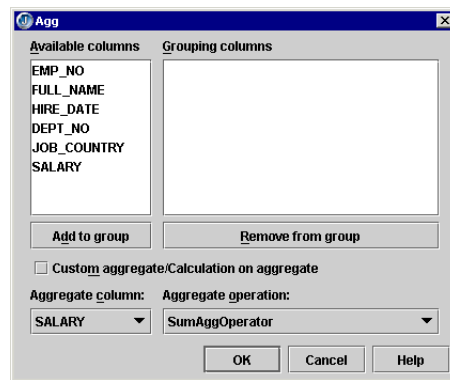 Agg
Available columns Grouping columns
EMP_NO
FULL_NAME
HIRE_DATE
DEPT_NO
JOB_COUNTRY
SALARY
Add to group Remove from group
Custom aggregate/Calculation on aggregate
Aggregate column: Aggregate operation:
SALARY SumAggOperator
OK Cancel Help